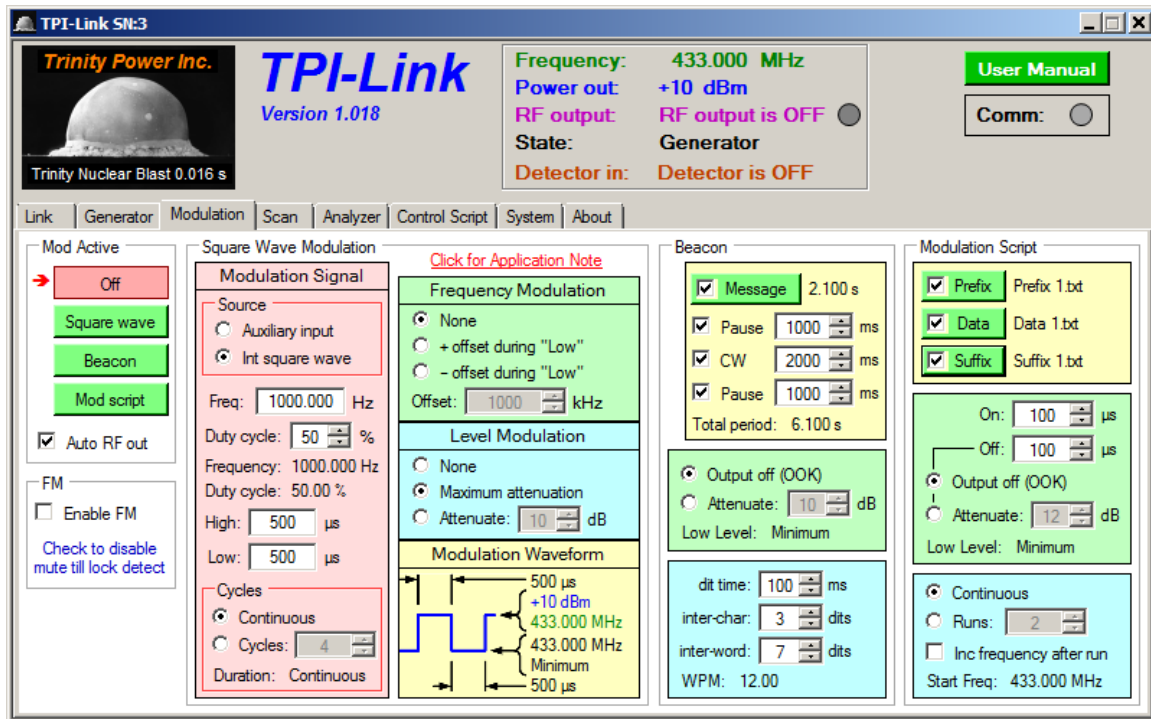 TPI-Link SN:3
Trinity Power Inc.
Trinity Nuclear Blast 0.016 s
TPI-Link
Version 1.018
Frequency: 433.000 MHz
Power out: +10 dBm
RF output: RF output is OFF
State: Generator
Detector in: Detector is OFF
User Manual
Comm:
Link Generator Modulation Scan Analyzer Control Script System About
Mod Active
Off
Square wave
Beacon
Mod script
Auto RF out
FM
Enable FM
Check to disable
mute till lock detect
Square Wave Modulation
Modulation Signal
Source
Auxiliary input
Int square wave
Freq: 1000.000 Hz
Duty cycle: 50 %
Frequency: 1000.000 Hz
Duty cycle: 50.00 %
High: 500 µs
Low: 500 µs
Cycles
Continuous
Cycles: 4
Duration: Continuous
Click for Application Note
Frequency Modulation
None
+ offset during "Low"
− offset during "Low"
Offset: 1000 kHz
Level Modulation
None
Maximum attenuation
Attenuate: 10 dB
Modulation Waveform
500 µs
+10 dBm
433.000 MHz
433.000 MHz
Minimum
500 µs
Beacon
Message 2.100 s
Pause 1000 ms
CW 2000 ms
Pause 1000 ms
Total period: 6.100 s
Output off (OOK)
Attenuate: 10 dB
Low Level: Minimum
dit time: 100 ms
inter-char: 3 dits
inter-word: 7 dits
WPM: 12.00
Modulation Script
Prefix Prefix 1.txt
Data Data 1.txt
Suffix Suffix 1.txt
On: 100 µs
Off: 100 µs
Output off (OOK)
Attenuate: 12 dB
Low Level: Minimum
Continuous
Runs: 2
Inc frequency after run
Start Freq: 433.000 MHz